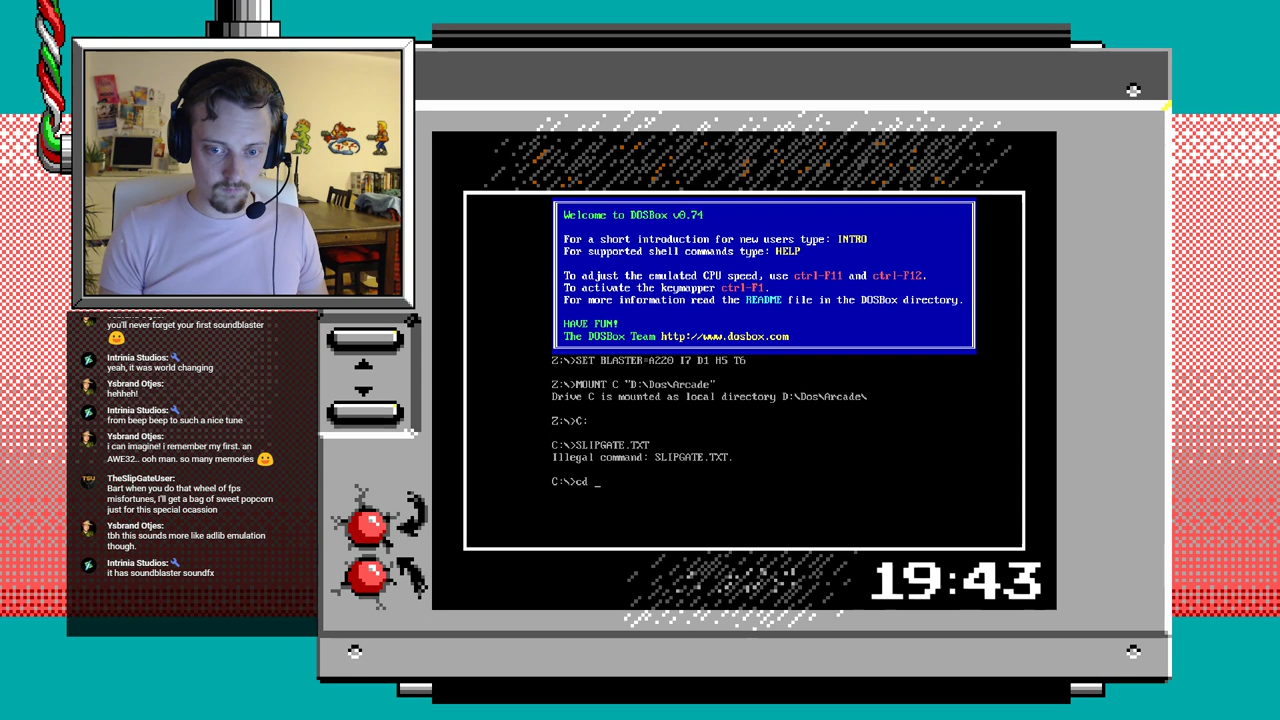 you'll never forget your first soundblaster
Intrinia Studios:
yeah, it was world changing
Ysbrand Otjes:
hehheh!
Intrinia Studios:
from beep beep to such a nice tune
Ysbrand Otjes:
i can imagine! i remember my first. an
AWE32.. ooh man. so many memories
TSU
TheSlipGateUser:
Bart when you do that wheel of fps
misfortunes, I'll get a bag of sweet popcorn
just for this special ocassion
Ysbrand Otjes:
tbh this sounds more like adlib emulation
though.
Intrinia Studios:
it has soundblaster soundfx
Welcome to DOSBox v0.74
For a short introduction for new users type: INTRO
For supported shell commands type: HELP
To adjust the emulated CPU speed, use ctrl-F11 and ctrl-F12.
To activate the keymapper ctrl-F1.
For more information read the README file in the DOSBox directory.
HAVE FUN!
The DOSBox Team http://www.dosbox.com
Z:\>SET BLASTER=A220 I7 D1 H5 T6
Z:\>MOUNT C "D:\Dos\Arcade"
Drive C is mounted as local directory D:\Dos\Arcade\
Z:\>C:
C:\>SLIPGATE.TXT
Illegal command: SLIPGATE.TXT.
C:\>cd _
19:43